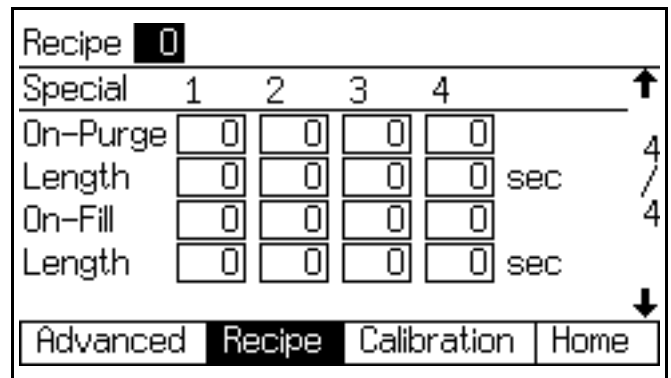 Recipe 0
Special 1 2 3 4
On-Purge 0 0 0 0
Length 0 0 0 0 sec
On-Fill 0 0 0 0
Length 0 0 0 0 sec
4/4
Advanced Recipe Calibration Home